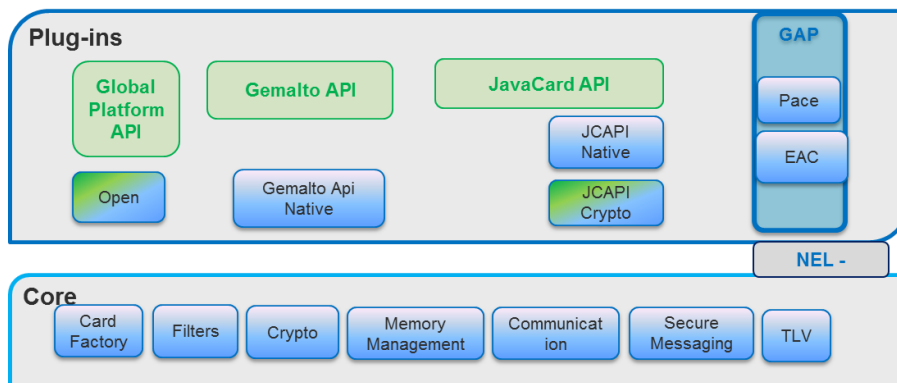 Plug-ins
GAP
Global
Platform
API
Gemalto API
JavaCard API
Pace
JCAPI
Native
EAC
Open
Gemalto Api
Native
JCAPI
Crypto
NEL -
Core
Card
Factory
Filters
Crypto
Memory
Management
Communicat
ion
Secure
Messaging
TLV